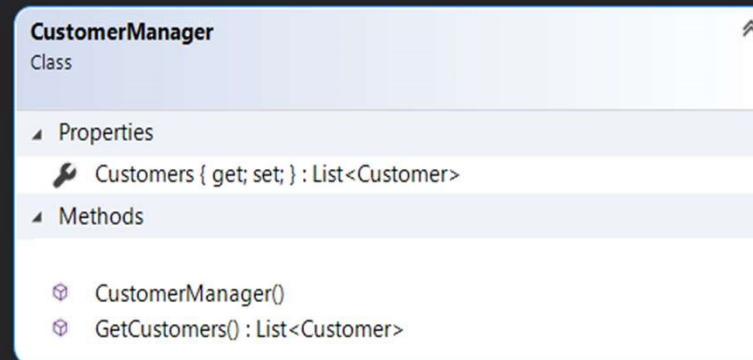 CustomerManager
Class
Properties
Customers { get; set; } : List<Customer>
Methods
CustomerManager()
GetCustomers() : List<Customer>